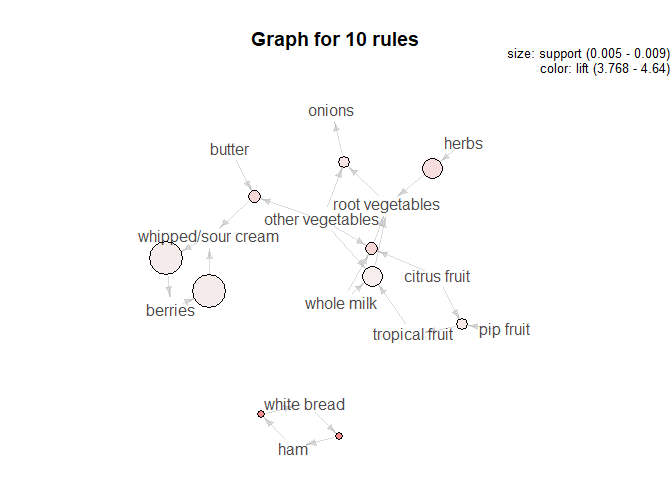 Graph for 10 rules
size: support (0.005 - 0.009)
color: lift (3.768 - 4.64)
onions
butter
herbs
root vegetables
other vegetables
whipped/sour cream
citrus fruit
whole milk
berries
tropical fruit
pip fruit
white bread
ham